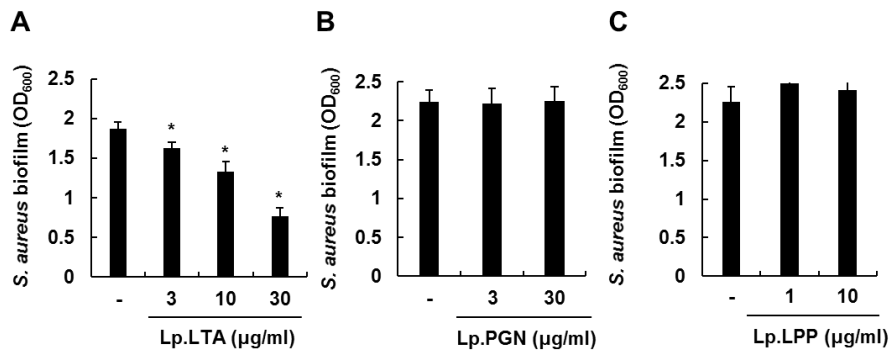 A
S. aureus biofilm (OD600)
2.5
2
1.5
1
0.5
0
*
*
*
- 3 10 30
Lp.LTA (μg/ml)
B
S. aureus biofilm (OD600)
2.5
2
1.5
1
0.5
0
- 3 30
Lp.PGN (μg/ml)
C
S. aureus biofilm (OD600)
2.5
2
1.5
1
0.5
0
- 1 10
Lp.LPP (μg/ml)